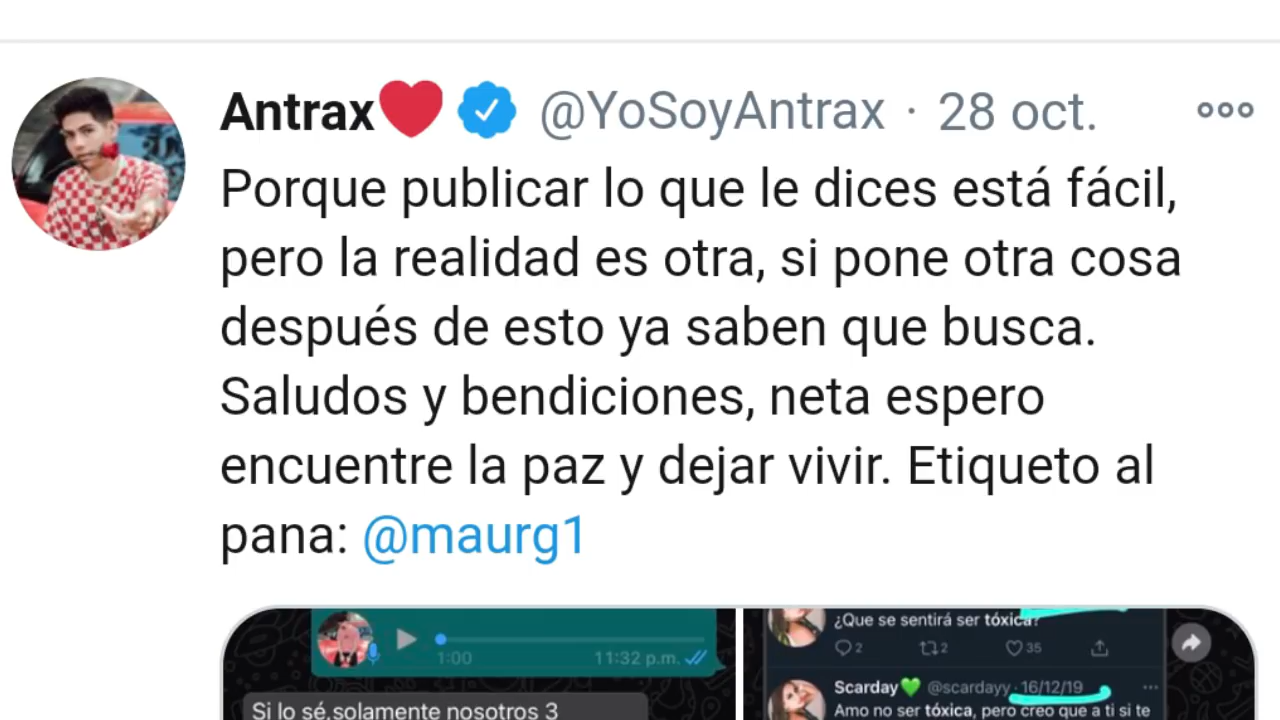 Antrax❤️ @YoSoyAntrax · 28 oct.
Porque publicar lo que le dices está fácil,
pero la realidad es otra, si pone otra cosa
después de esto ya saben que busca.
Saludos y bendiciones, neta espero
encuentre la paz y dejar vivir. Etiqueto al
pana: @maurg1
1:00 11:32 p.m.
Si lo sé,solamente nosotros 3
¿Que se sentirá ser tóxica?
2 2 35
Scarday💚 @scardayy · 16/12/19
Amo no ser tóxica, pero creo que a ti si te